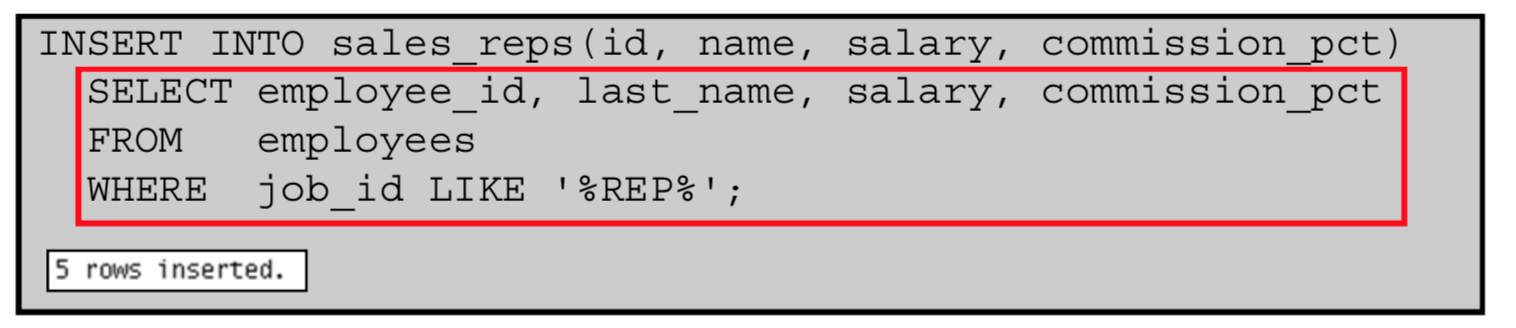 INSERT INTO sales_reps(id, name, salary, commission_pct)
SELECT employee_id, last_name, salary, commission_pct
FROM employees
WHERE job_id LIKE '%REP%';
5 rows inserted.